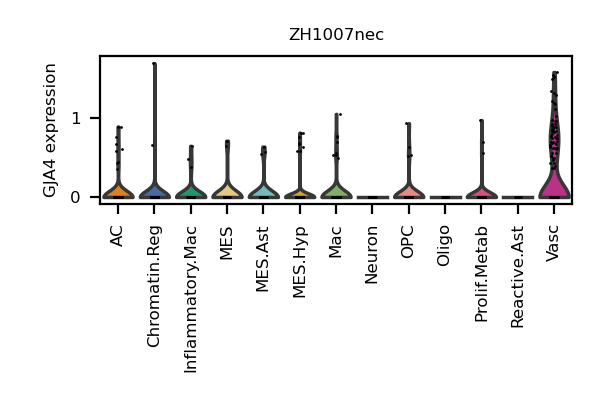 ZH1007nec
GJA4 expression
1
0
AC
Chromatin.Reg
Inflammatory.Mac
MES
MES.Ast
MES.Hyp
Mac
Neuron
OPC
Oligo
Prolif.Metab
Reactive.Ast
Vasc